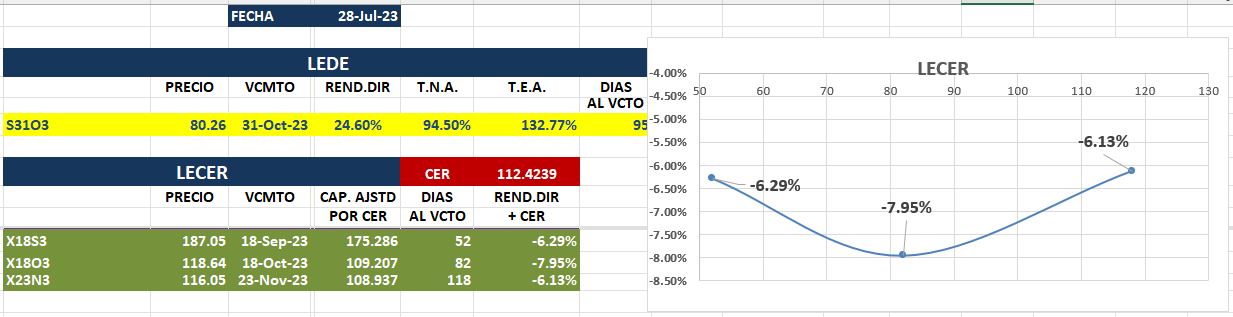 FECHA 28-Jul-23
LEDE
PRECIO VCMTO REND.DIR T.N.A. T.E.A. DIAS
AL VCTO
S31O3 80.26 31-Oct-23 24.60% 94.50% 132.77% 95
LECER CER 112.4239
PRECIO VCMTO CAP. AJSTD DIAS REND.DIR
POR CER AL VCTO + CER
X18S3 187.05 18-Sep-23 175.286 52 -6.29%
X18O3 118.64 18-Oct-23 109.207 82 -7.95%
X23N3 116.05 23-Nov-23 108.937 118 -6.13%
LECER
-4.00%
50 60 70 80 90 100 110 120 130
-4.50%
-5.00%
-5.50%
-6.13%
-6.00%
-6.29%
-6.50%
-7.95%
-7.00%
-7.50%
-8.00%
-8.50%